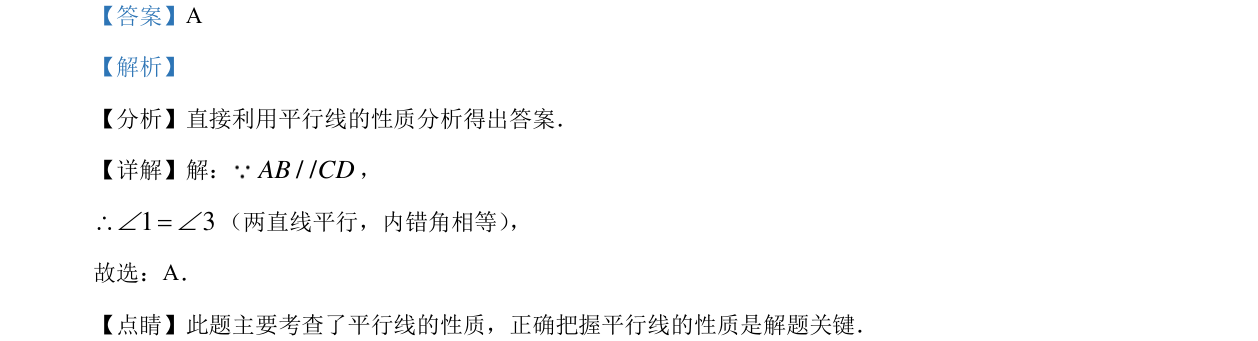 【答案】A
【解析】
【分析】直接利用平行线的性质分析得出答案．
【详解】解：∵AB//CD，
∴∠1=∠3（两直线平行，内错角相等），
故选：A．
【点睛】此题主要考查了平行线的性质，正确把握平行线的性质是解题关键．